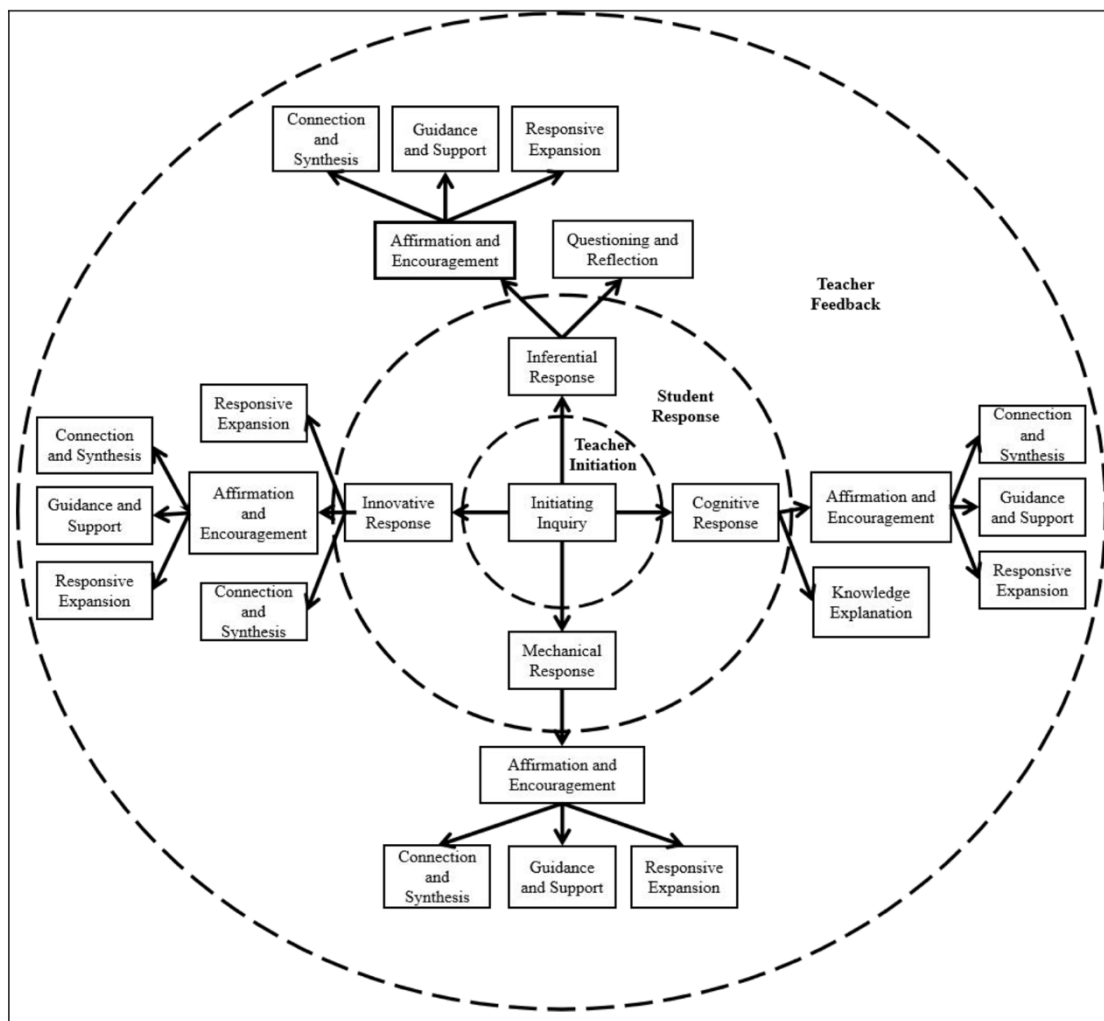 Connection
and
Synthesis
Guidance
and Support
Responsive
Expansion
Affirmation and
Encouragement
Questioning and
Reflection
Teacher
Feedback
Inferential
Response
Student
Response
Teacher
Initiation
Responsive
Expansion
Connection
and Synthesis
Guidance and
Support
Responsive
Expansion
Affirmation
and
Encouragement
Connection
and
Synthesis
Innovative
Response
Initiating
Inquiry
Cognitive
Response
Affirmation and
Encouragement
Knowledge
Explanation
Connection
and
Synthesis
Guidance
and Support
Responsive
Expansion
Mechanical
Response
Affirmation and
Encouragement
Connection
and
Synthesis
Guidance
and Support
Responsive
Expansion